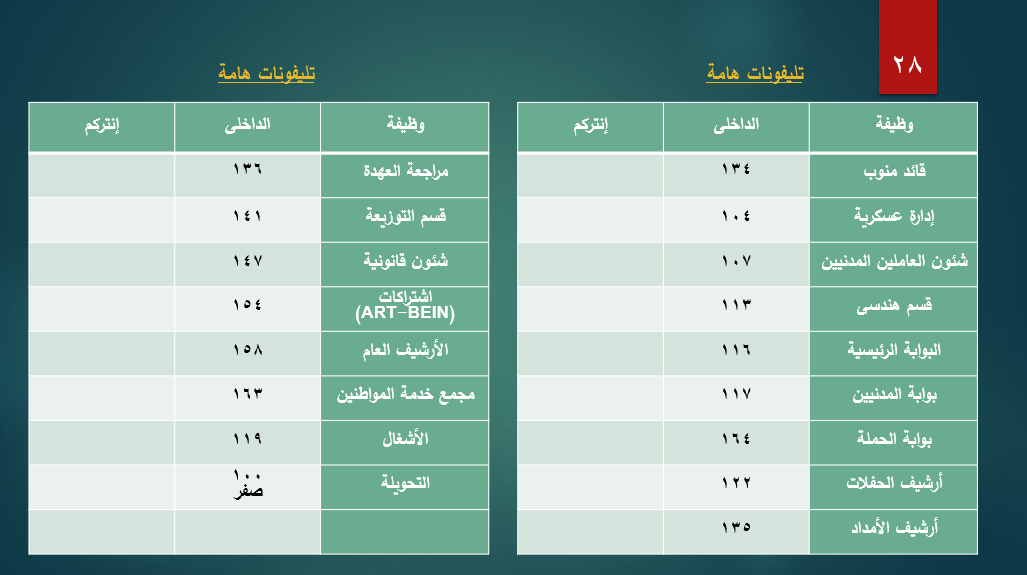 ٢٨
تليفونات هامة
وظيفة الداخلى إنتركم
قائد منوب ١٣٤
إدارة عسكرية ١٠٤
شئون العاملين المدنيين ١٠٧
قسم هندسى ١١٣
البوابة الرئيسية ١١٦
بوابة المدنيين ١١٧
بوابة الحملة ١٦٤
أرشيف الحفلات ١٢٢
أرشيف الأمداد ١٣٥
تليفونات هامة
وظيفة الداخلى إنتركم
مراجعة العهدة ١٣٦
قسم التوزيعة ١٤١
شئون قانونية ١٤٧
اشتراكات
(ART-BEIN) ١٥٤
الأرشيف العام ١٥٨
مجمع خدمة المواطنين ١٦٣
الأشغال ١١٩
التحويلة ١٠٠
صفر